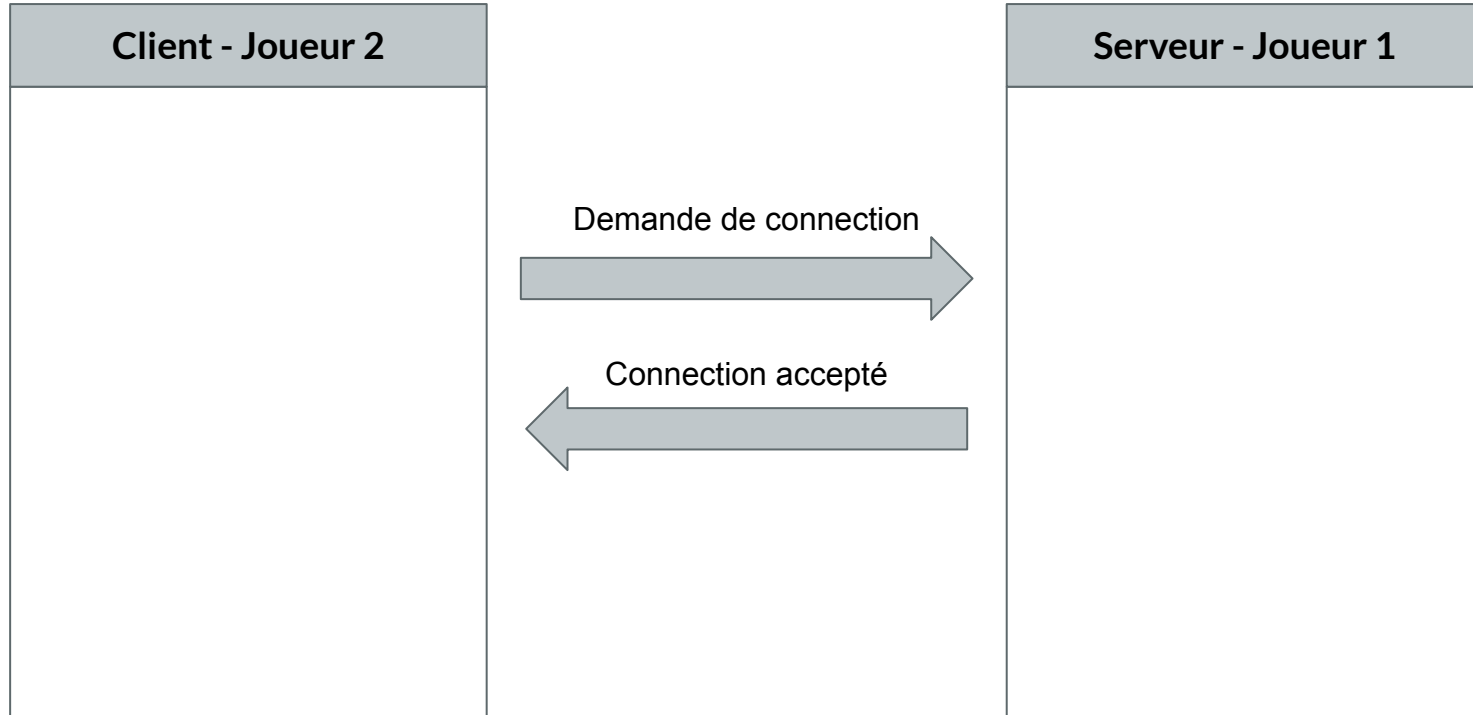 Client - Joueur 2
Serveur - Joueur 1
Demande de connection
Connection accepté